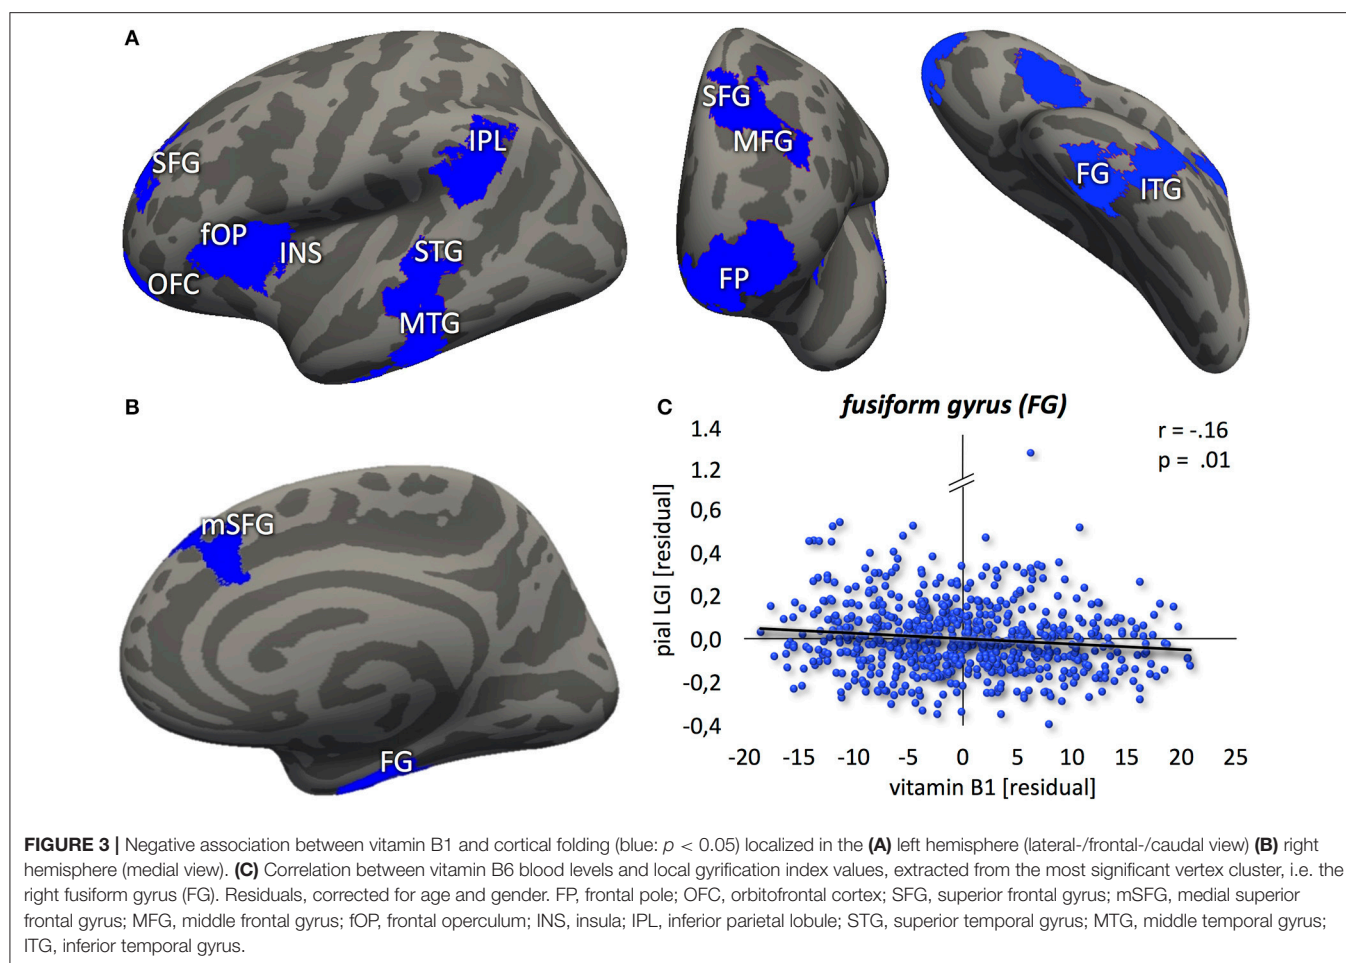 A
SFG
fOP
INS
OFC
IPL
STG
MTG
SFG
MFG
FP
FG
ITG
B
mSFG
FG
C
fusiform gyrus (FG)
r = -.16
p = .01
pial LGI [residual]
1.4
1.2
0,6
0,4
0,2
0,0
-0,2
-0,4
-20 -15 -10 -5 0 5 10 15 20 25
vitamin B1 [residual]
FIGURE 3 | Negative association between vitamin B1 and cortical folding (blue: p < 0.05) localized in the (A) left hemisphere (lateral-/frontal-/caudal view) (B) right
hemisphere (medial view). (C) Correlation between vitamin B6 blood levels and local gyrification index values, extracted from the most significant vertex cluster, i.e. the
right fusiform gyrus (FG). Residuals, corrected for age and gender. FP, frontal pole; OFC, orbitofrontal cortex; SFG, superior frontal gyrus; mSFG, medial superior
frontal gyrus; MFG, middle frontal gyrus; fOP, frontal operculum; INS, insula; IPL, inferior parietal lobule; STG, superior temporal gyrus; MTG, middle temporal gyrus;
ITG, inferior temporal gyrus.